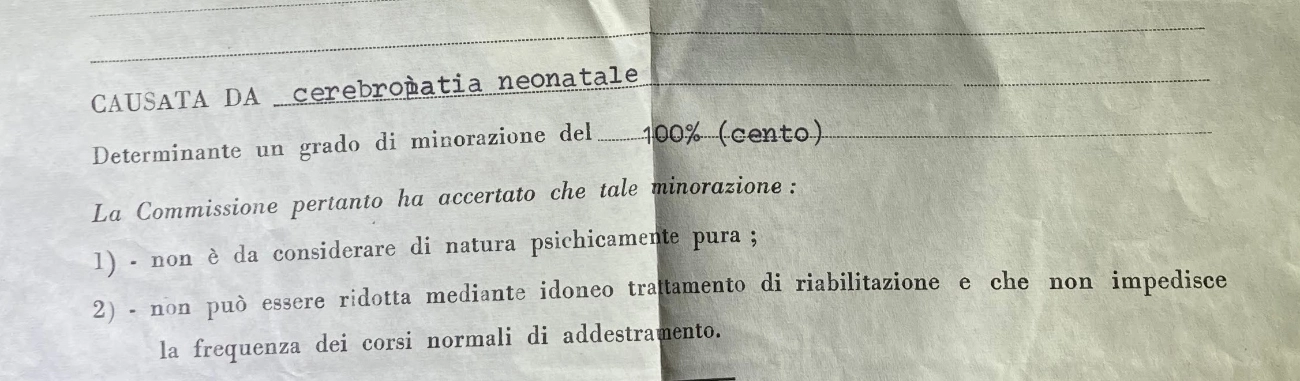 CAUSATA DA cerebropatia neonatale
Determinante un grado di minorazione del 100% (cento)
La Commissione pertanto ha accertato che tale minorazione :
1) - non è da considerare di natura psichicamente pura ;
2) - non può essere ridotta mediante idoneo trattamento di riabilitazione e che non impedisce
la frequenza dei corsi normali di addestramento.